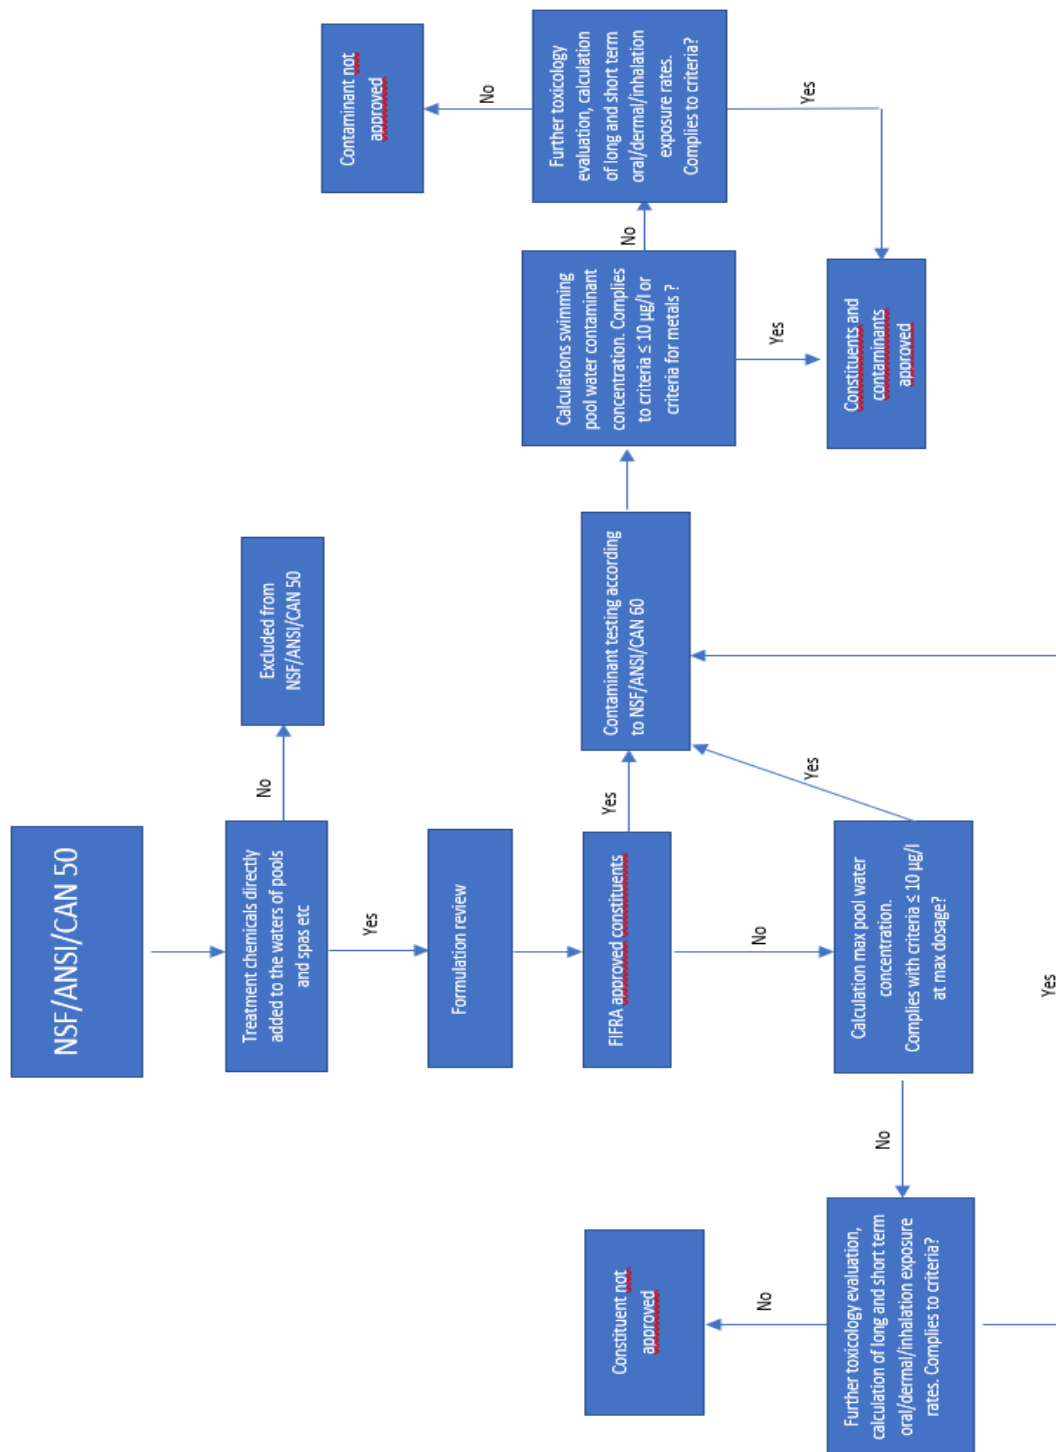 NSF/ANSI/CAN 50
Treatment chemicals directly
added to the waters of pools
and spas etc
No
Excluded from
NSF/ANSI/CAN 50
Yes
Formulation review
FIFRA approved constituents
Yes
No
Calculation max pool water
concentration.
Complies with criteria ≤ 10 µg/l
at max dosage?
Yes
No
Further toxicology evaluation,
calculation of long and short term
oral/dermal/inhalation exposure
rates. Complies to criteria?
No
Constituent not
approved
Yes
Contaminant testing according
to NSF/ANSI/CAN 60
Calculations swimming
pool water contaminant
concentration. Complies
to criteria ≤ 10 µg/l or
criteria for metals ?
No
Yes
Further toxicology
evaluation, calculation
of long and short term
oral/dermal/inhalation
exposure rates.
Complies to criteria?
No
Contaminant not
approved
Yes
Constituents and
contaminants
approved